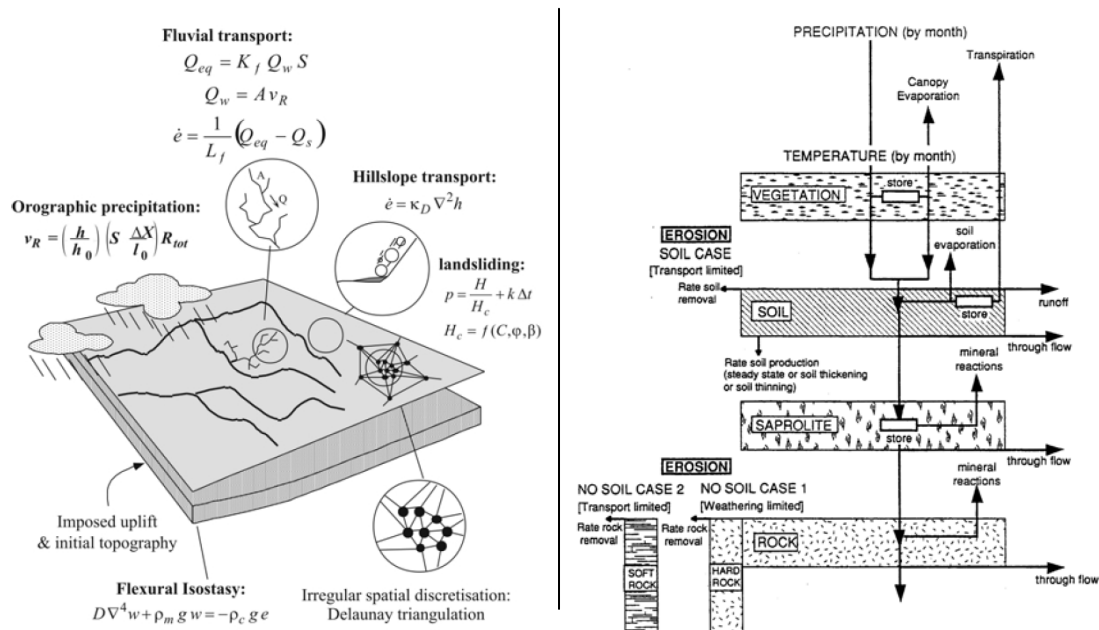 Fluvial transport:
Q_eq = K_f Q_w S
Q_w = A v_R
ė = 1/L_f (Q_eq − Q_s)
A
Q
Hillslope transport:
ė = κ_D ∇²h
Orographic precipitation:
v_R = (h/h_0) (S ΔX/l_0) R_tot
landsliding:
p = H/H_c + k Δt
H_c = f(C,φ,β)
Imposed uplift
& initial topography
Flexural Isostasy:
D∇⁴w + ρ_m g w = −ρ_c g e
Irregular spatial discretisation:
Delaunay triangulation
PRECIPITATION (by month)
Transpiration
Canopy
Evaporation
TEMPERATURE (by month)
store
VEGETATION
EROSION
SOIL CASE
[Transport limited]
soil
evaporation
Rate soil
removal
runoff
SOIL
store
through flow
Rate soil production
(steady state or soil thickening
or soil thinning)
mineral
reactions
SAPROLITE
store
through flow
EROSION
mineral
reactions
NO SOIL CASE 2
[Transport limited]
NO SOIL CASE 1
[Weathering limited]
Rate rock
removal
Rate rock
removal
ROCK
SOFT
ROCK
HARD
ROCK
through flow